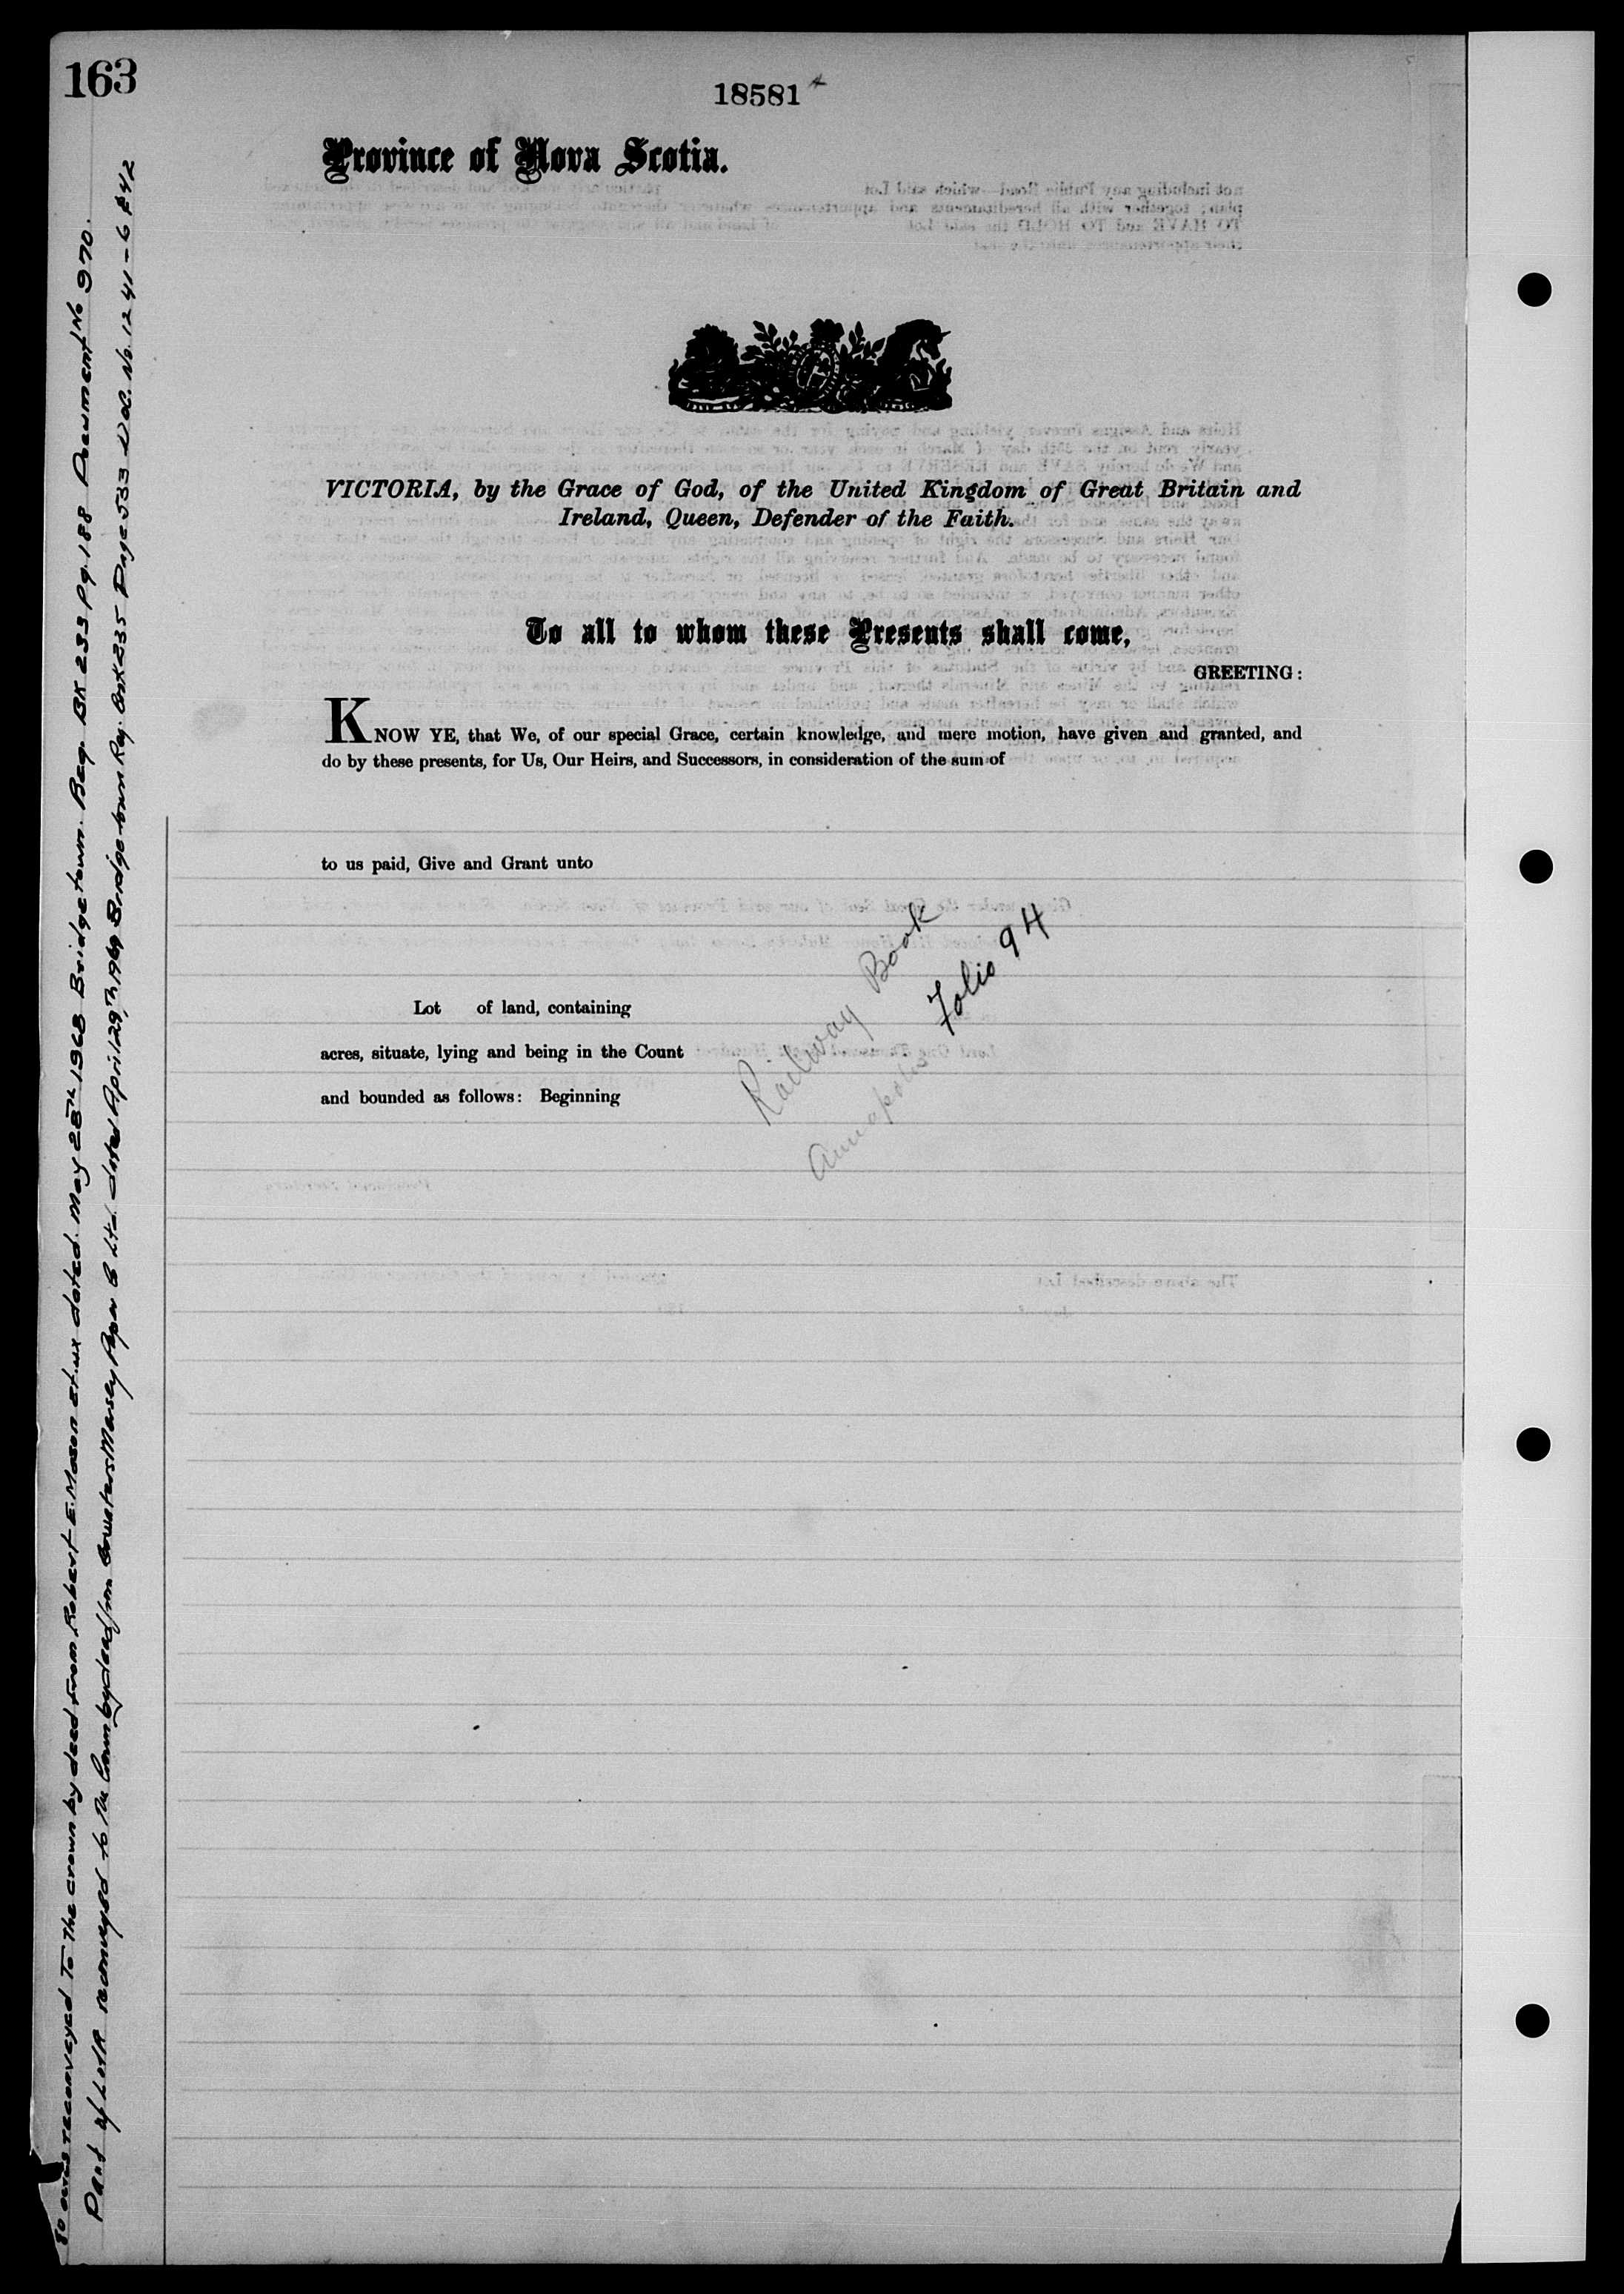 163
18581
Province of Nova Scotia.
VICTORIA, by the Grace of God, of the United Kingdom of Great Britain and
Ireland, Queen, Defender of the Faith.
To all to whom these Presents shall come,
GREETING:
KNOW YE, that We, of our special Grace, certain knowledge, and mere motion, have given and granted, and
do by these presents, for Us, Our Heirs, and Successors, in consideration of the sum of
to us paid, Give and Grant unto
Lot of land, containing
acres, situate, lying and being in the Count
and bounded as follows: Beginning
Railway Book
Annapolis Folio 94
80 acres reconveyed To The crown by deed from Robert E. Mason et.ux dated May 28th 1968 Bridgetown. Reg. Bk 233 Pg. 188 Document No 970.
Part of Lot reconveyed to The Crown by deed from Bowaters Mersey Paper Co Ltd. dated April 29th, 1969 Bridgetown Reg. Bk 235 Page 533 Doc. No. 1241-6 $42